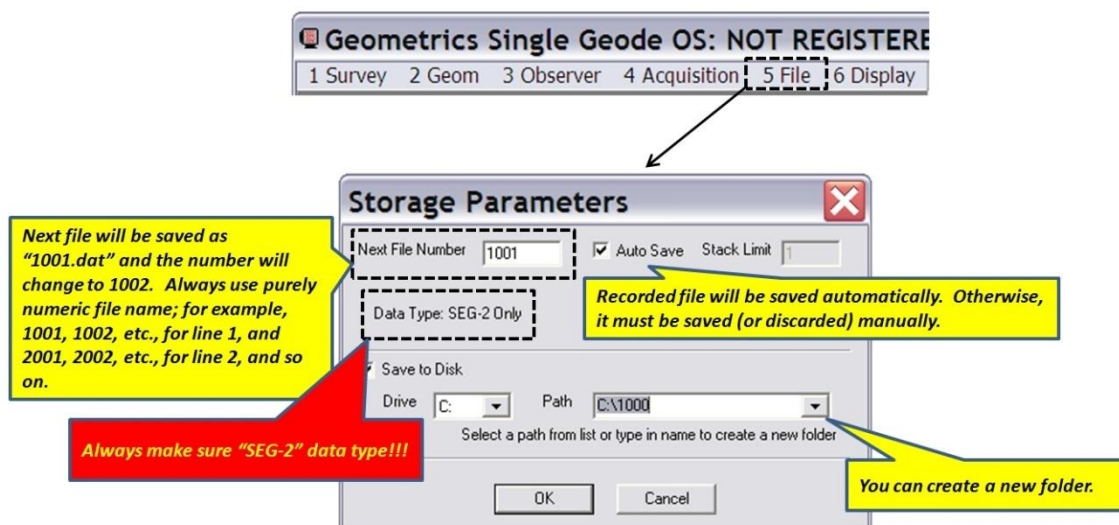 Geometrics Single Geode OS: NOT REGISTERE
1 Survey 2 Geom 3 Observer 4 Acquisition 5 File 6 Display
Storage Parameters
Next File Number 1001 Auto Save Stack Limit 1
Next file will be saved as
“1001.dat” and the number will
change to 1002. Always use purely
numeric file name; for example,
1001, 1002, etc., for line 1, and
2001, 2002, etc., for line 2, and so
on.
Recorded file will be saved automatically. Otherwise,
it must be saved (or discarded) manually.
Data Type: SEG-2 Only
Save to Disk
Drive C: Path C:\1000
Select a path from list or type in name to create a new folder
Always make sure “SEG-2” data type!!!
You can create a new folder.
OK Cancel